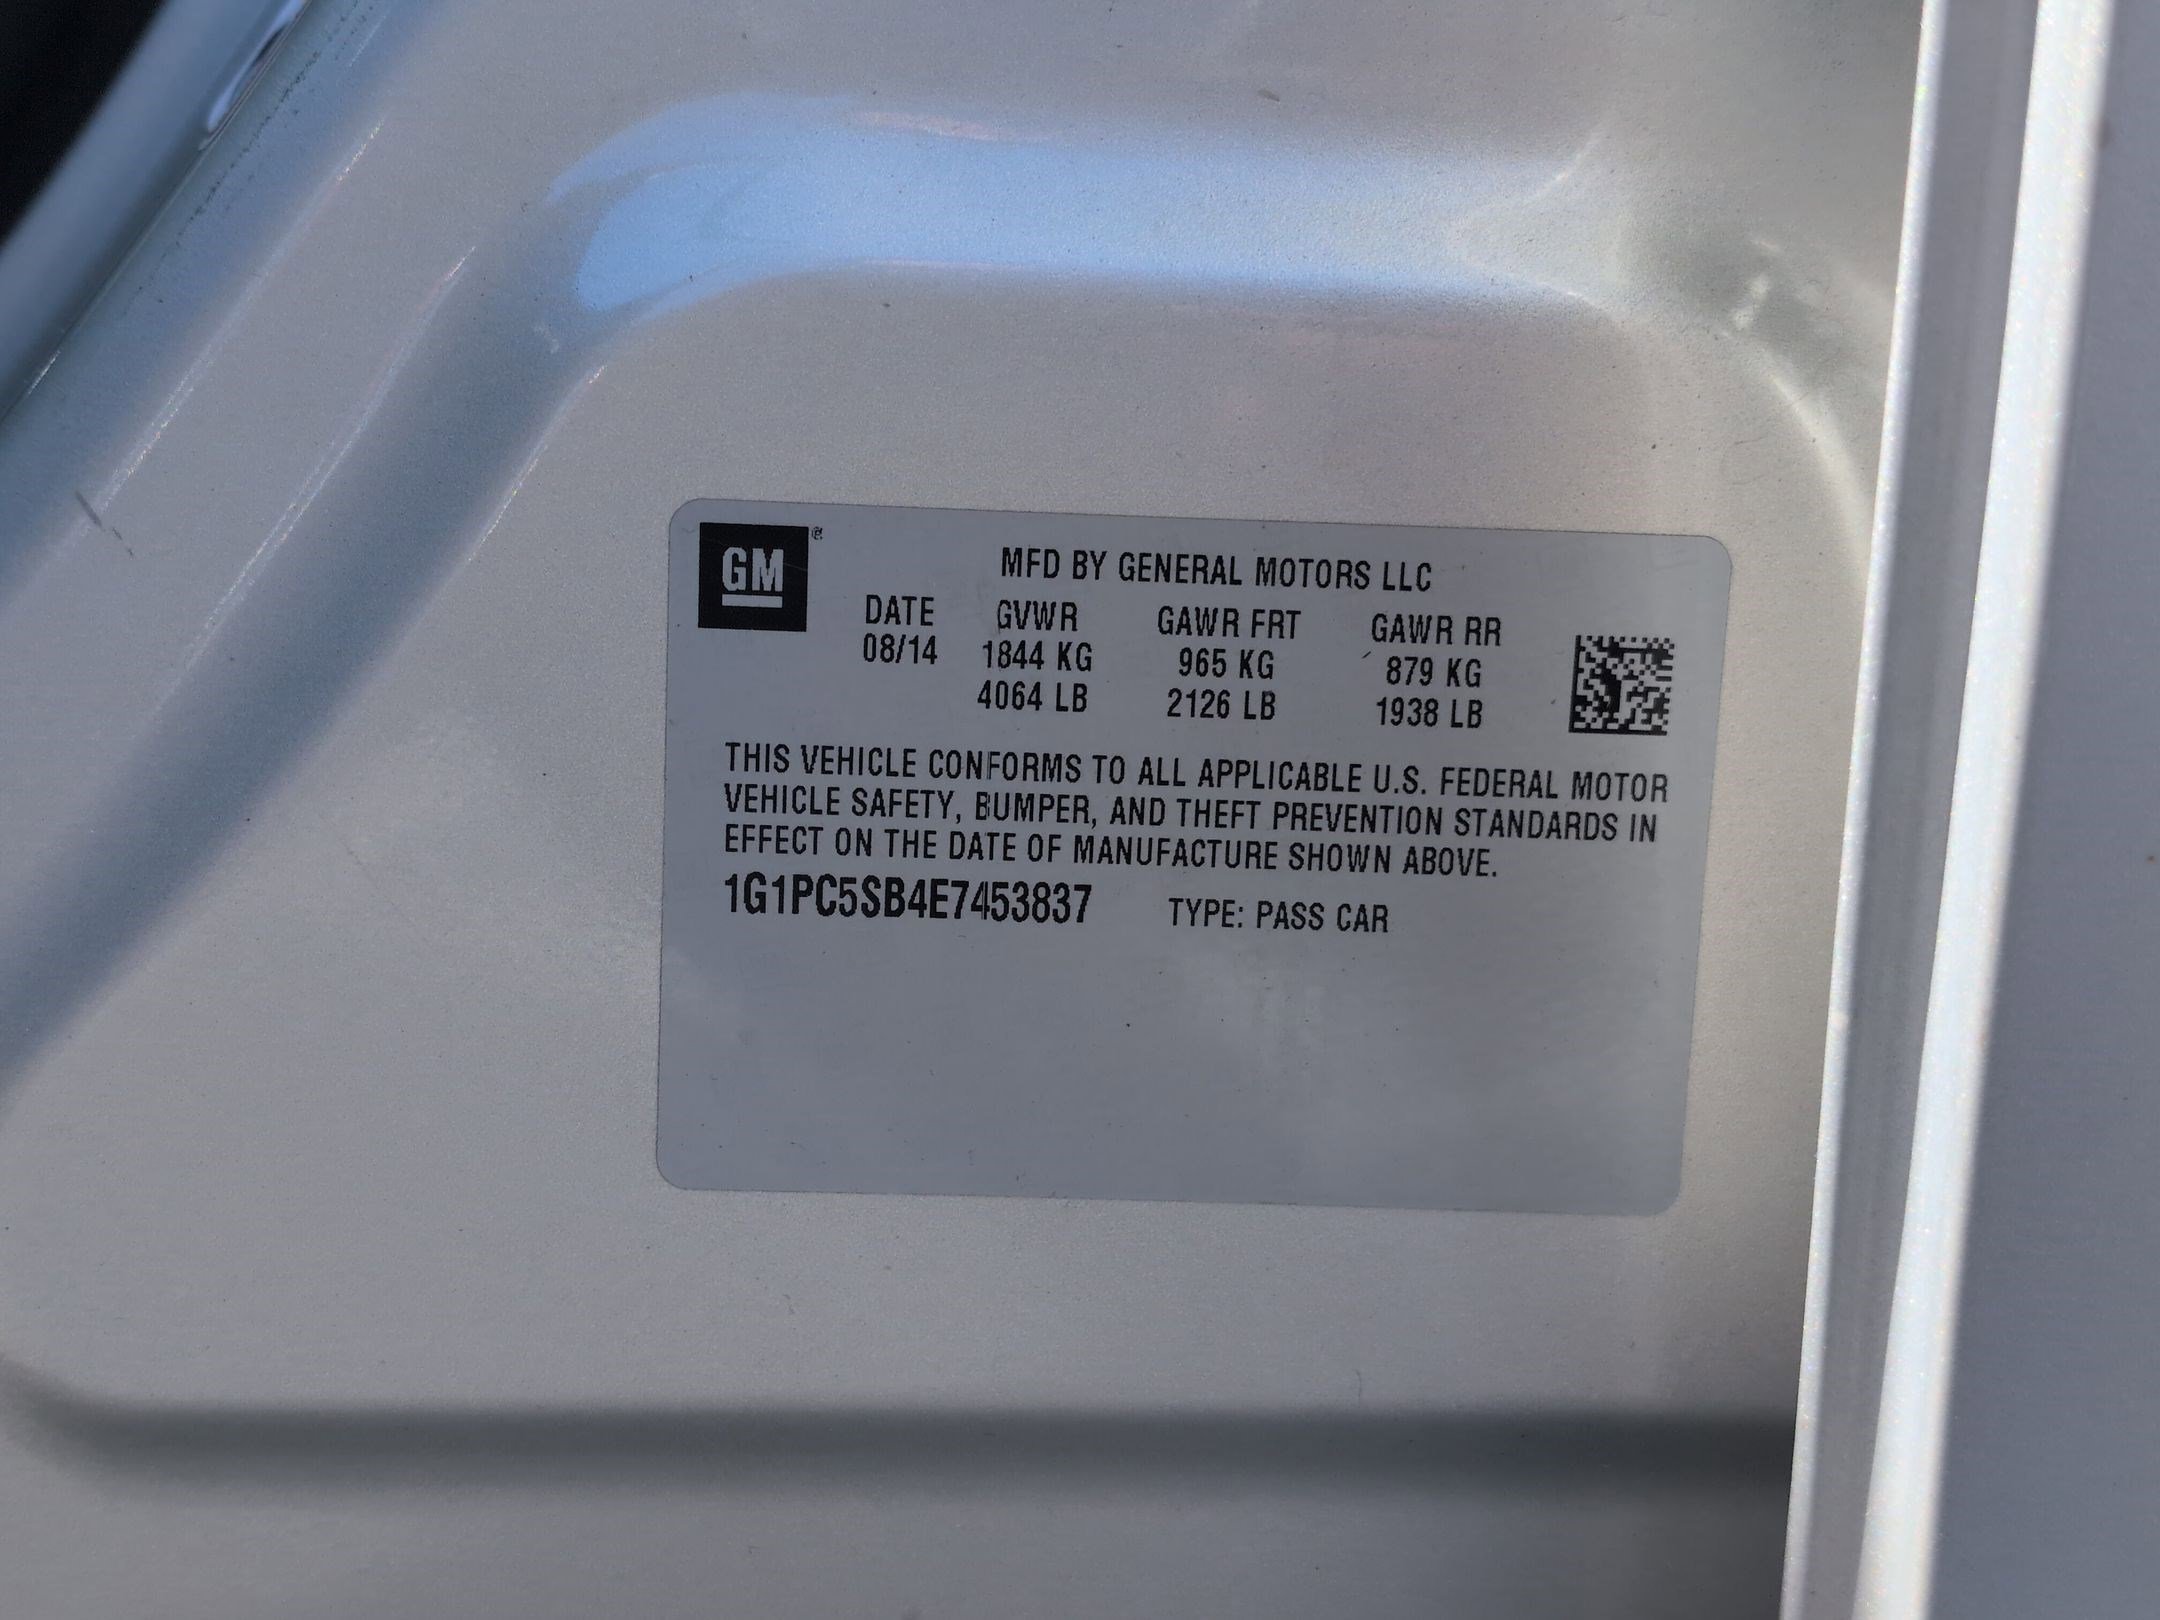 GM
MFD BY GENERAL MOTORS LLC
DATE GVWR GAWR FRT GAWR RR
08/14 1844 KG 965 KG 879 KG
4064 LB 2126 LB 1938 LB
THIS VEHICLE CONFORMS TO ALL APPLICABLE U.S. FEDERAL MOTOR
VEHICLE SAFETY, BUMPER, AND THEFT PREVENTION STANDARDS IN
EFFECT ON THE DATE OF MANUFACTURE SHOWN ABOVE.
1G1PC5SB4E7453837 TYPE: PASS CAR